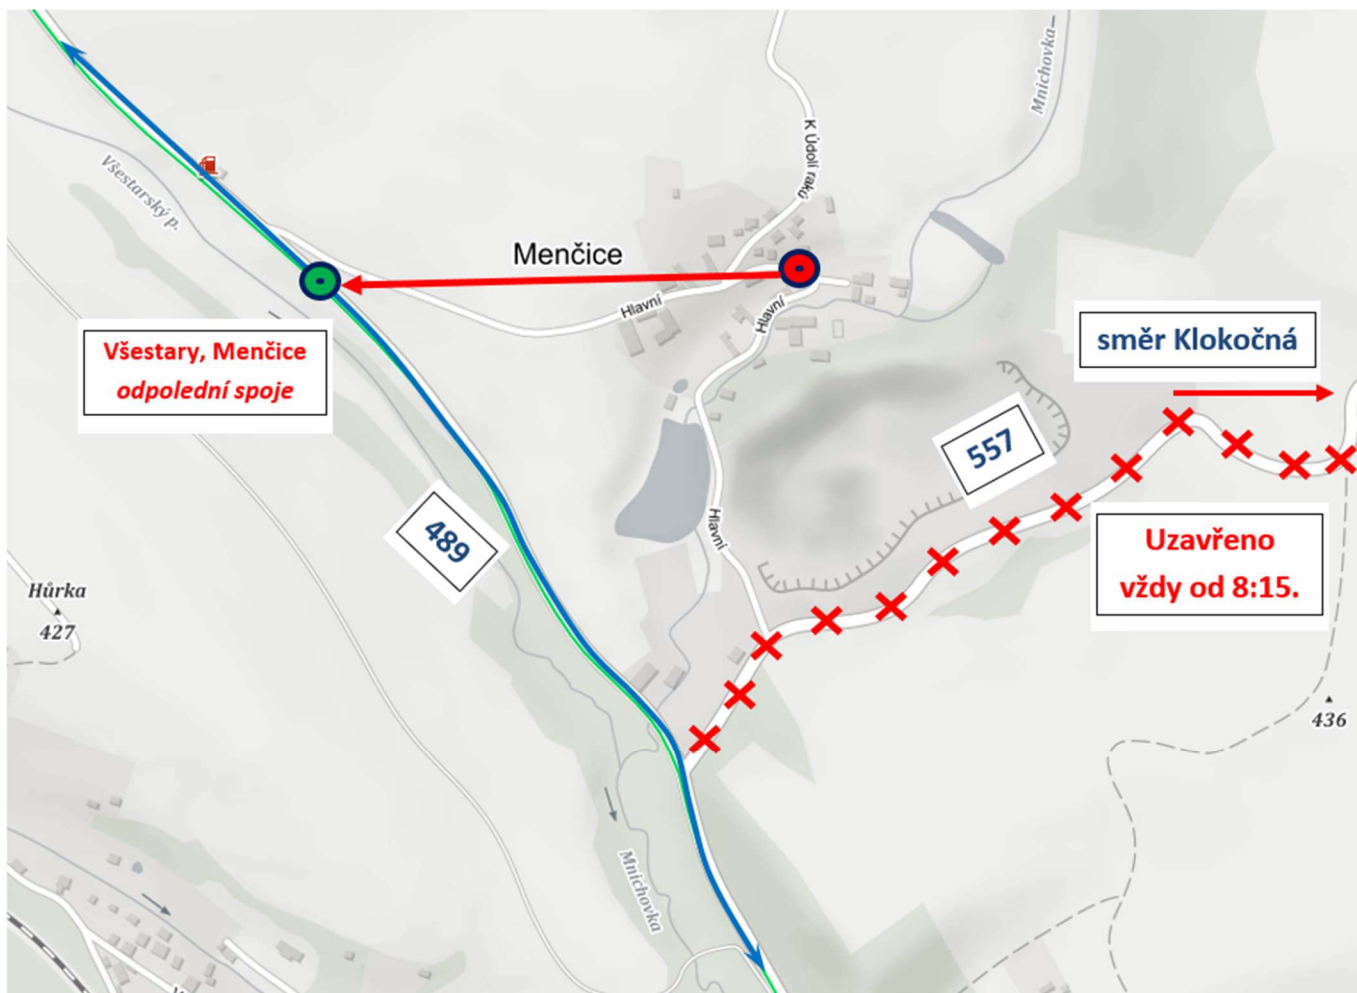 Mnichovka
K Údolí raků
Všestarský p.
Menčice
Hlavní
Hlavní
směr Klokočná
Všestary, Menčice
odpolední spoje
557
489
Hlavní
Uzavřeno
vždy od 8:15.
Hůrka
427
436
Mnichovka